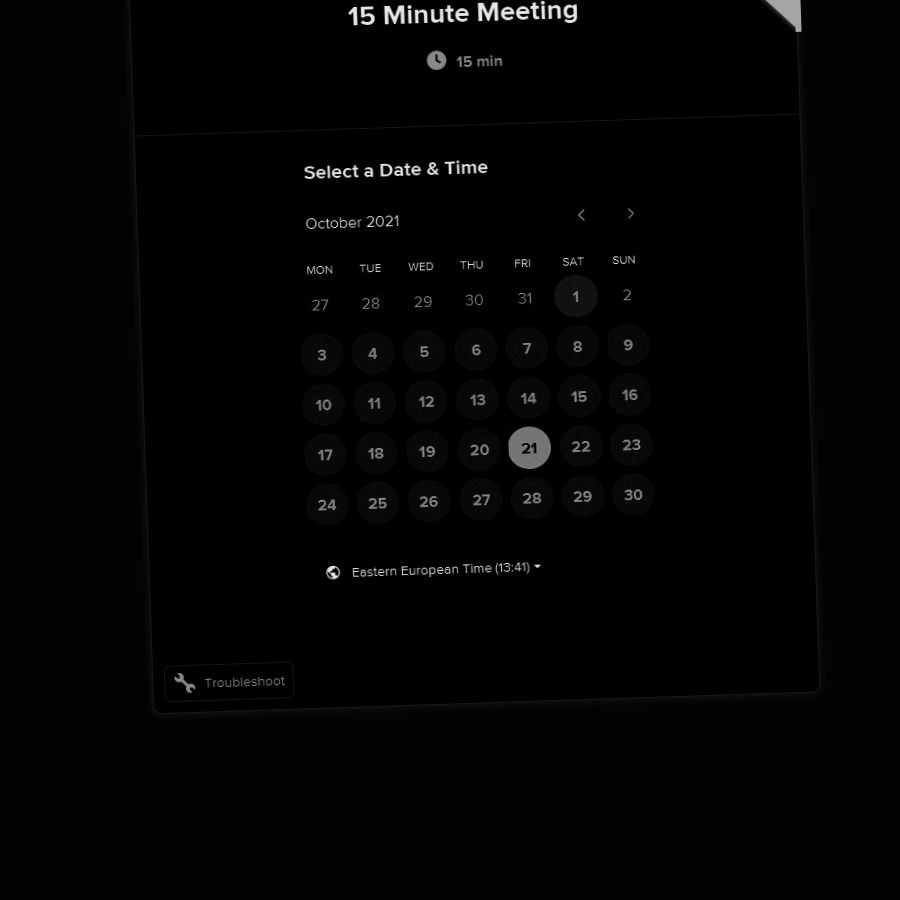 15 Minute Meeting
15 min
Select a Date & Time
October 2021
MON TUE WED THU FRI SAT SUN
27 28 29 30 31 1 2
3 4 5 6 7 8 9
10 11 12 13 14 15 16
17 18 19 20 21 22 23
24 25 26 27 28 29 30
Eastern European Time (13:41)
Troubleshoot